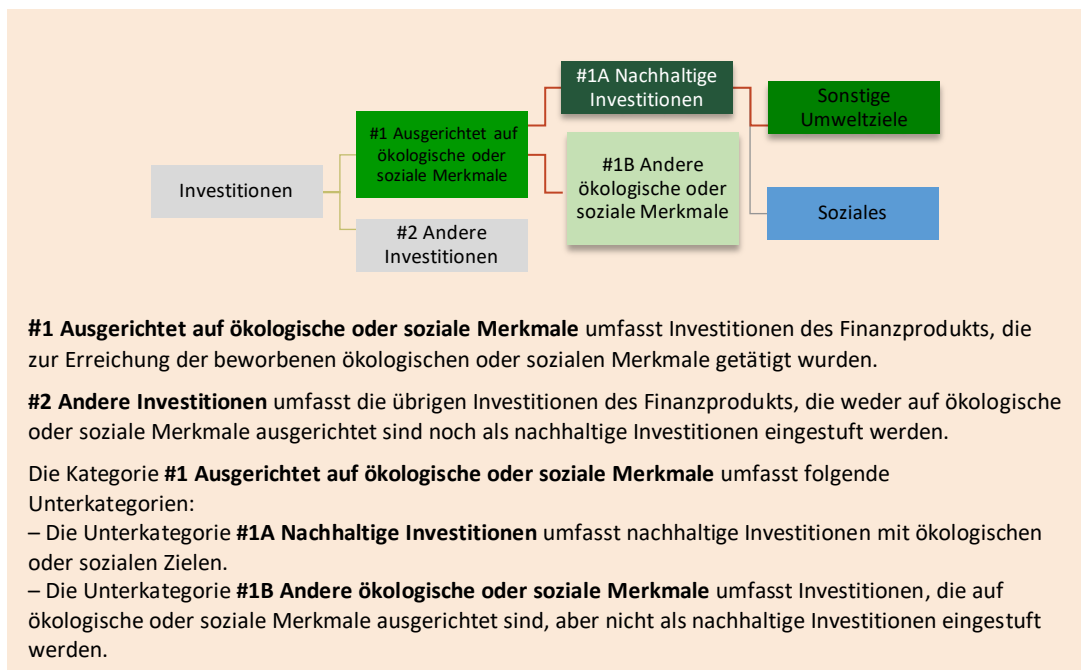 #1A Nachhaltige
Investitionen
Sonstige
Umweltziele
#1 Ausgerichtet auf
ökologische oder
soziale Merkmale
#1B Andere
ökologische oder
soziale Merkmale
Investitionen
Soziales
#2 Andere
Investitionen
#1 Ausgerichtet auf ökologische oder soziale Merkmale umfasst Investitionen des Finanzprodukts, die
zur Erreichung der beworbenen ökologischen oder sozialen Merkmale getätigt wurden.
#2 Andere Investitionen umfasst die übrigen Investitionen des Finanzprodukts, die weder auf ökologische
oder soziale Merkmale ausgerichtet sind noch als nachhaltige Investitionen eingestuft werden.
Die Kategorie #1 Ausgerichtet auf ökologische oder soziale Merkmale umfasst folgende
Unterkategorien:
– Die Unterkategorie #1A Nachhaltige Investitionen umfasst nachhaltige Investitionen mit ökologischen
oder sozialen Zielen.
– Die Unterkategorie #1B Andere ökologische oder soziale Merkmale umfasst Investitionen, die auf
ökologische oder soziale Merkmale ausgerichtet sind, aber nicht als nachhaltige Investitionen eingestuft
werden.